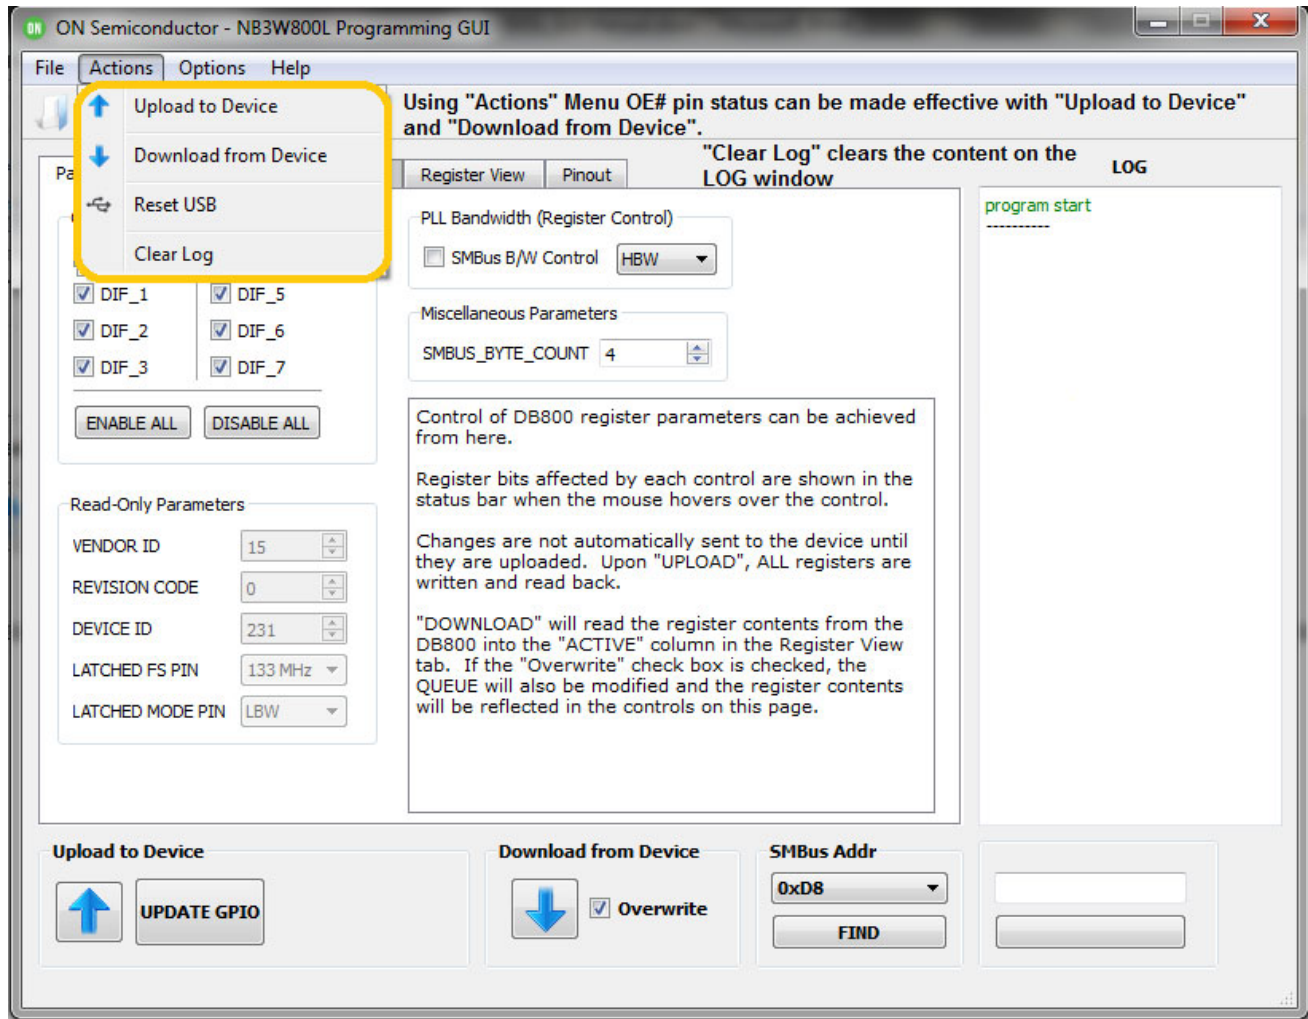 ON Semiconductor - NB3W800L Programming GUI
File Actions Options Help
Upload to Device
Download from Device
Reset USB
Clear Log
Using "Actions" Menu OE# pin status can be made effective with "Upload to Device"
and "Download from Device".
"Clear Log" clears the content on the
LOG window
Register View Pinout
LOG
program start
----------
DIF_1 DIF_5
DIF_2 DIF_6
DIF_3 DIF_7
ENABLE ALL DISABLE ALL
PLL Bandwidth (Register Control)
SMBus B/W Control HBW
Miscellaneous Parameters
SMBUS_BYTE_COUNT 4
Read-Only Parameters
VENDOR ID 15
REVISION CODE 0
DEVICE ID 231
LATCHED FS PIN 133 MHz
LATCHED MODE PIN LBW
Control of DB800 register parameters can be achieved
from here.
Register bits affected by each control are shown in the
status bar when the mouse hovers over the control.
Changes are not automatically sent to the device until
they are uploaded. Upon "UPLOAD", ALL registers are
written and read back.
"DOWNLOAD" will read the register contents from the
DB800 into the "ACTIVE" column in the Register View
tab. If the "Overwrite" check box is checked, the
QUEUE will also be modified and the register contents
will be reflected in the controls on this page.
Upload to Device
UPDATE GPIO
Download from Device
Overwrite
SMBus Addr
0xD8
FIND